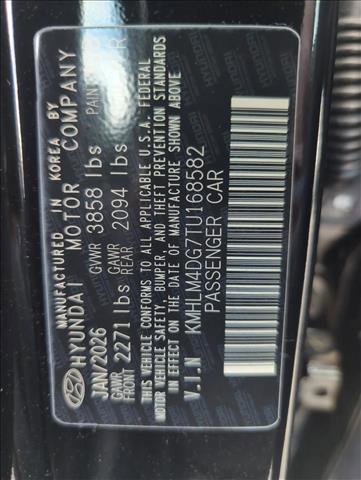 MANUFACTURED IN KOREA BY
HYUNDAI MOTOR COMPANY
JAN/2026 GVWR 3858 lbs PAIN
GAWR FRONT 2271 lbs GAWR REAR 2094 lbs
THIS VEHICLE CONFORMS TO ALL APPLICABLE U.S.A. FEDERAL
MOTOR VEHICLE SAFETY, BUMPER, AND THEFT PREVENTION STANDARDS
IN EFFECT ON THE DATE OF MANUFACTURE SHOWN ABOVE.
V.I.N KMHLM4DG7TU168582
PASSENGER CAR